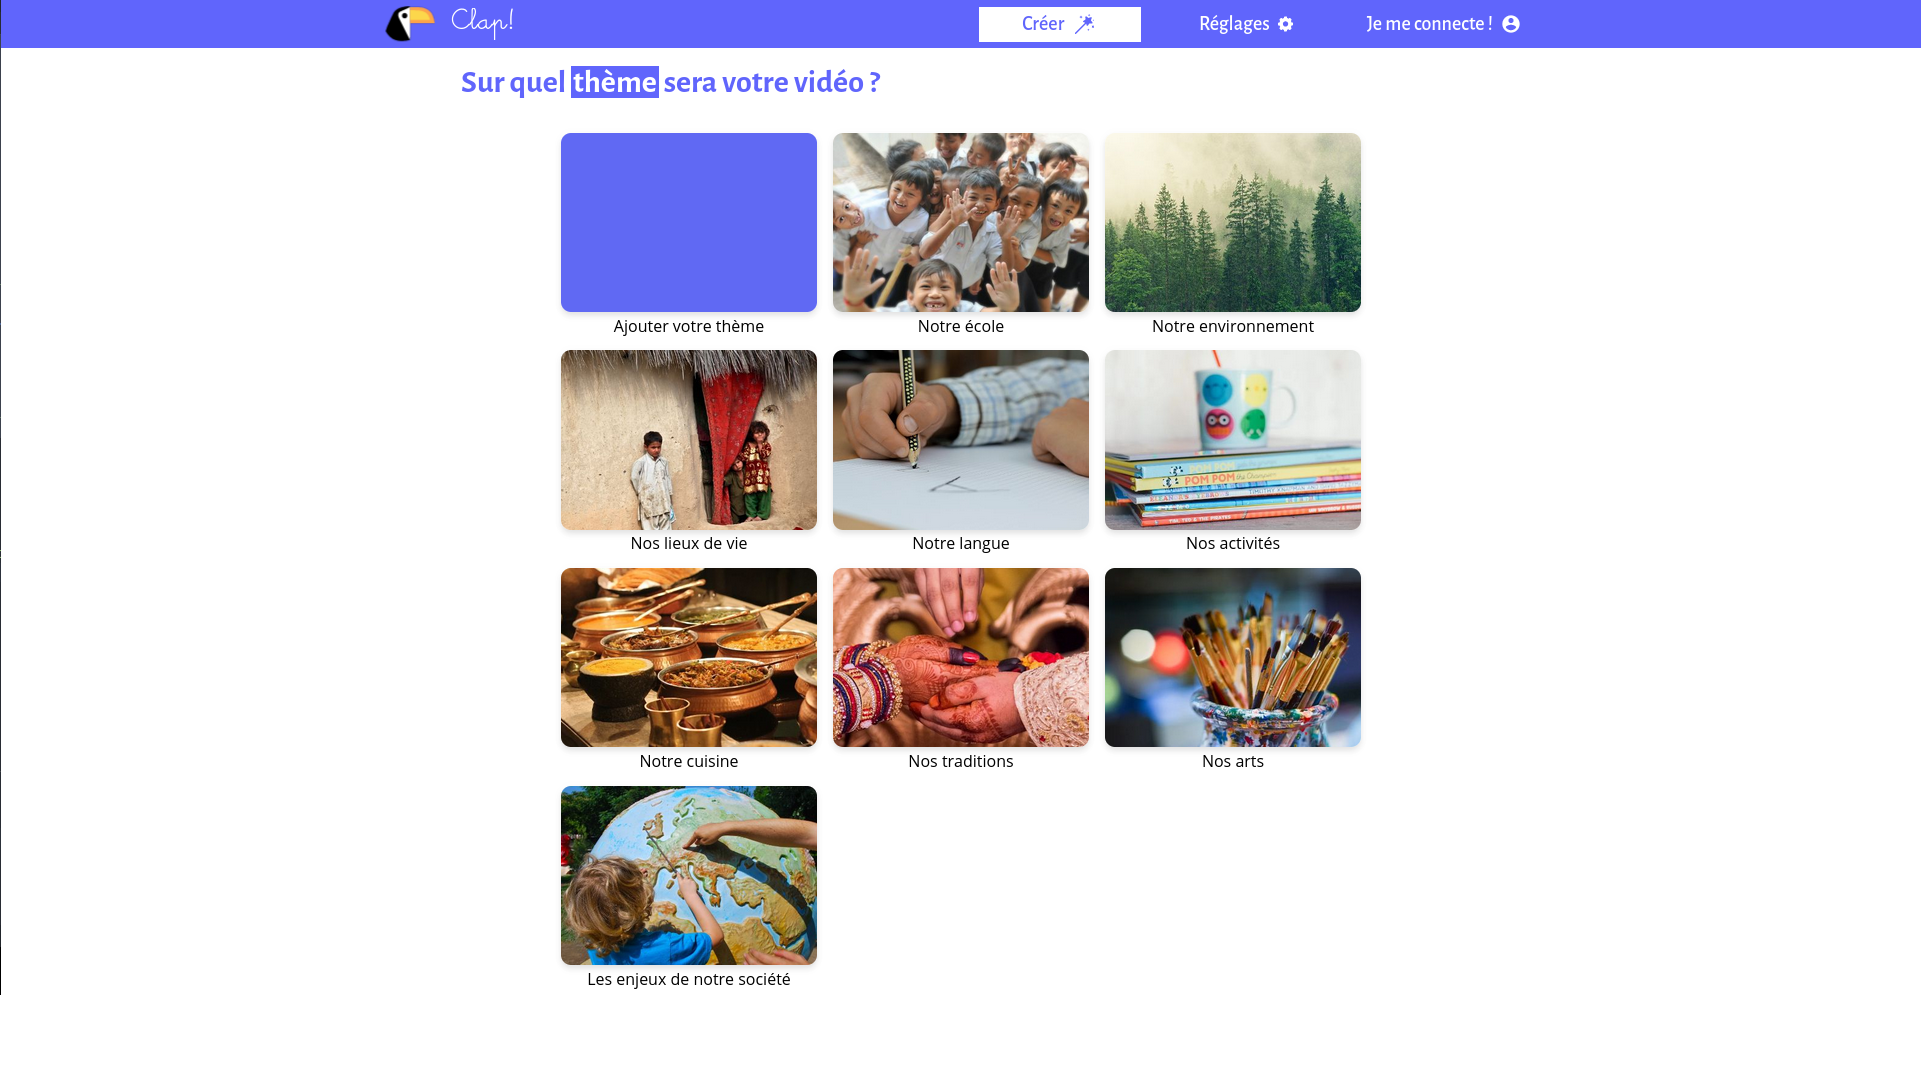 Clap!
Créer
Réglages
Je me connecte !
Sur quel thème sera votre vidéo ?
Ajouter votre thème
Notre école
Notre environnement
POM POM
Nos lieux de vie
Notre langue
Nos activités
Notre cuisine
Nos traditions
Nos arts
Les enjeux de notre société